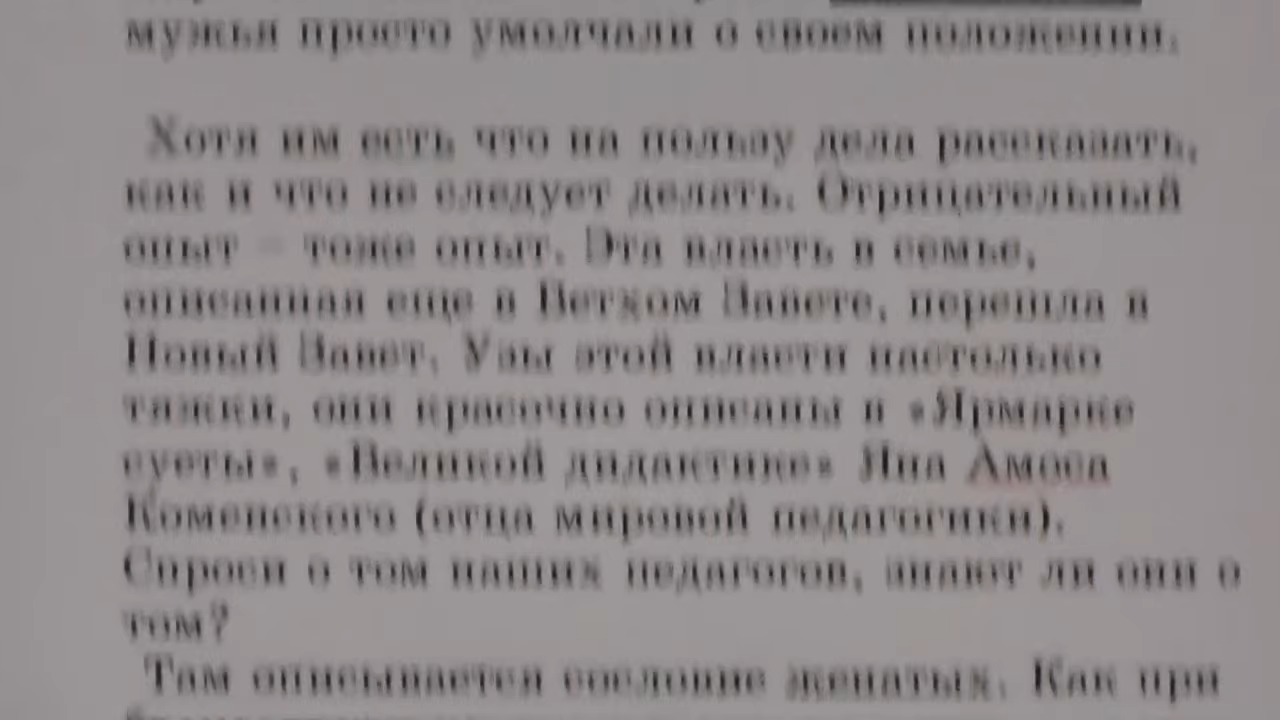 мужья просто умолчали о своем положении.
Хотя им есть что на пользу дела рассказать,
как и что не следует делать. Отрицательный
опыт – тоже опыт. Эта власть в семье,
описанная еще в Ветхом Завете, перешла в
Новый Завет. Узы этой власти настолько
тяжки, они красочно описаны в «Ярмарке
суеты», «Великой дидактике» Яна Амоса
Коменского (отца мировой педагогики).
Спроси о том наших педагогов, знают ли они о
том?
Там описывается сословие женатых. Как при